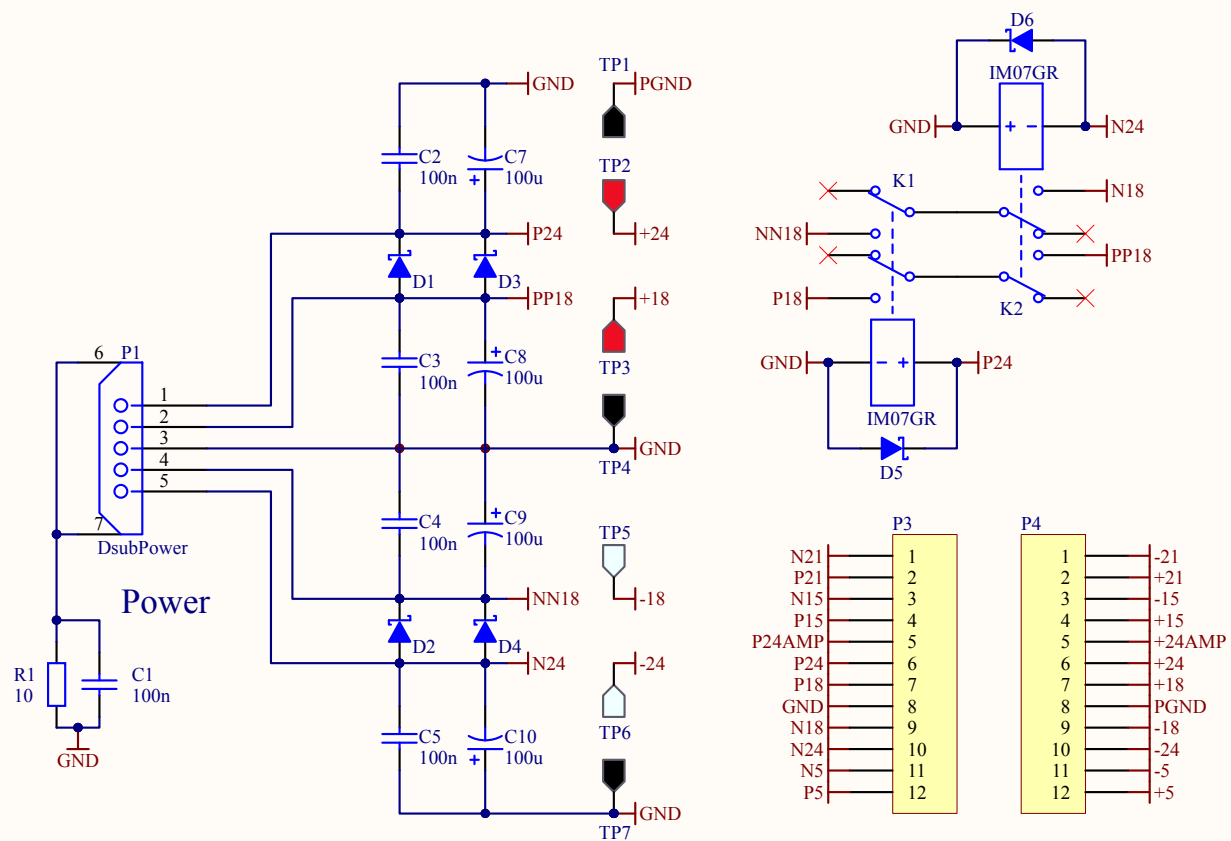 GND
C2
100n
C7
100u
P24
D1
D3
PP18
C3
100n
C8
100u
GND
C4
100n
C9
100u
NN18
D2
D4
N24
C5
100n
C10
100u
GND
TP1
PGND
TP2
+24
+18
TP3
TP4
TP5
-18
-24
TP6
TP7
6
P1
1
2
3
4
5
7
DsubPower
Power
R1
10
C1
100n
GND
D6
IM07GR
GND
+ -
N24
K1
N18
NN18
PP18
P18
K2
GND
- +
P24
IM07GR
D5
P3
N21 1
P21 2
N15 3
P15 4
P24AMP 5
P24 6
P18 7
GND 8
N18 9
N24 10
N5 11
P5 12
P4
1 -21
2 +21
3 -15
4 +15
5 +24AMP
6 +24
7 +18
8 PGND
9 -18
10 -24
11 -5
12 +5